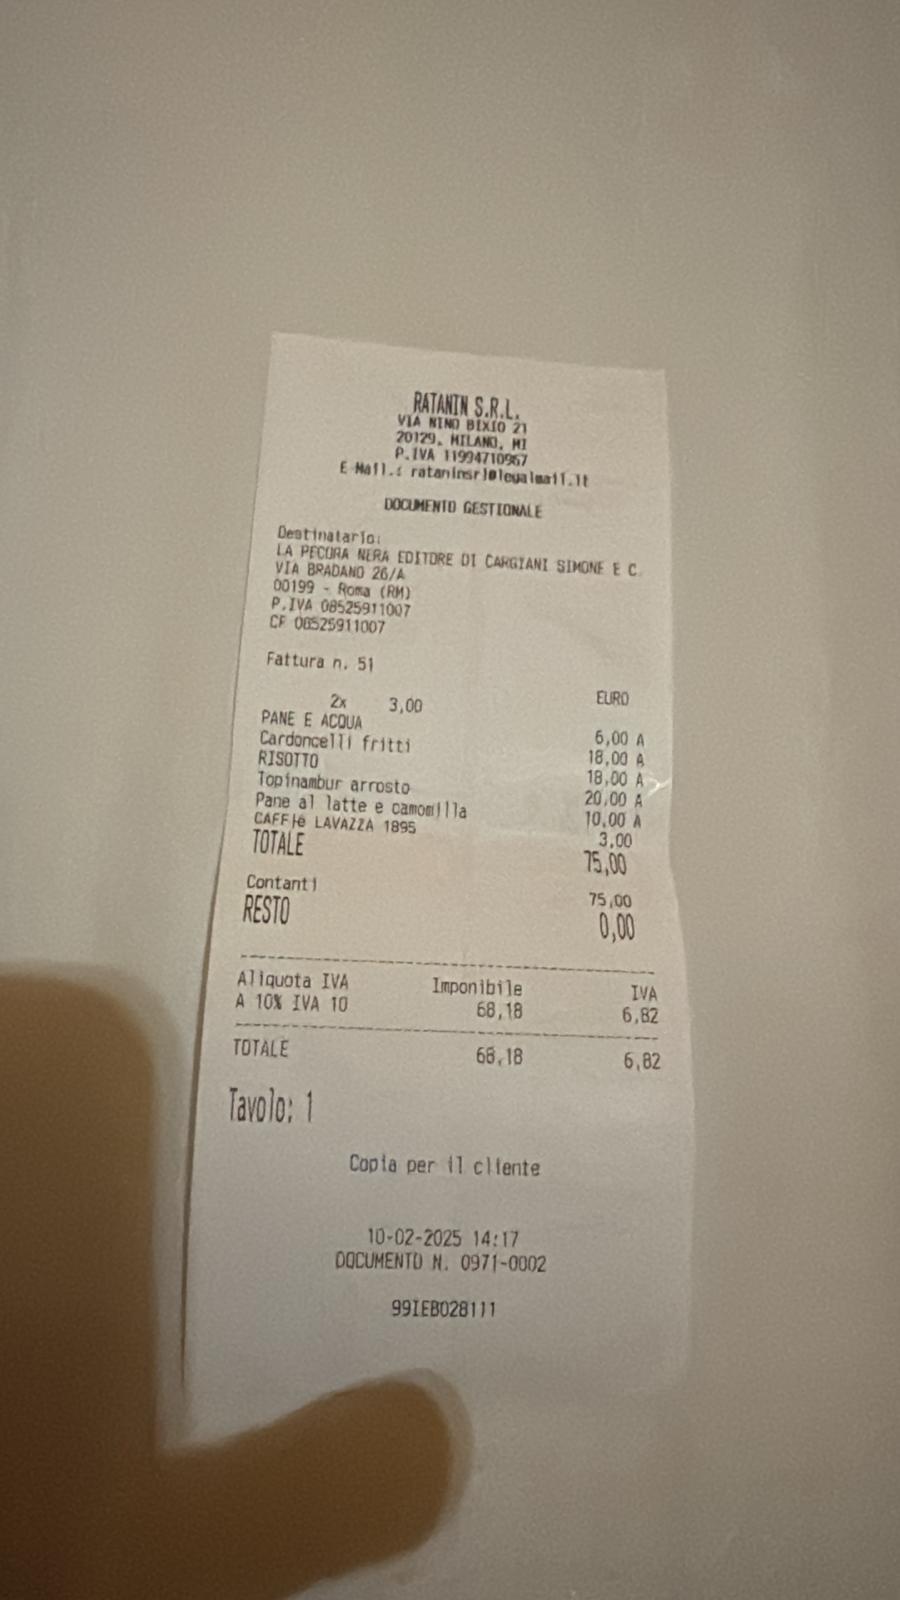 RATANIN S.R.L.
VIA NINO BIXIO 21
20129, MILANO, MI
P.IVA 11994710967
E-Mail.: rataninsrl@legalmail.it
DOCUMENTO GESTIONALE
Destinatario:
LA PECORA NERA EDITORE DI CARGIANI SIMONE E C.
VIA BRADANO 26/A
00199 - Roma (RM)
P.IVA 08525911007
CF 08525911007
Fattura n. 51
EURO
2x 3,00
PANE E ACQUA 6,00 A
Cardoncelli fritti 18,00 A
RISOTTO 18,00 A
Topinambur arrosto 20,00 A
Pane al latte e camomilla 10,00 A
CAFFHè LAVAZZA 1895 3,00
TOTALE 75,00
Contanti 75,00
RESTO 0,00
Aliquota IVA Imponibile IVA
A 10% IVA 10 68,18 6,82
TOTALE 68,18 6,82
Tavolo: 1
Copia per il cliente
10-02-2025 14:17
DOCUMENTO N. 0971-0002
99IEB028111